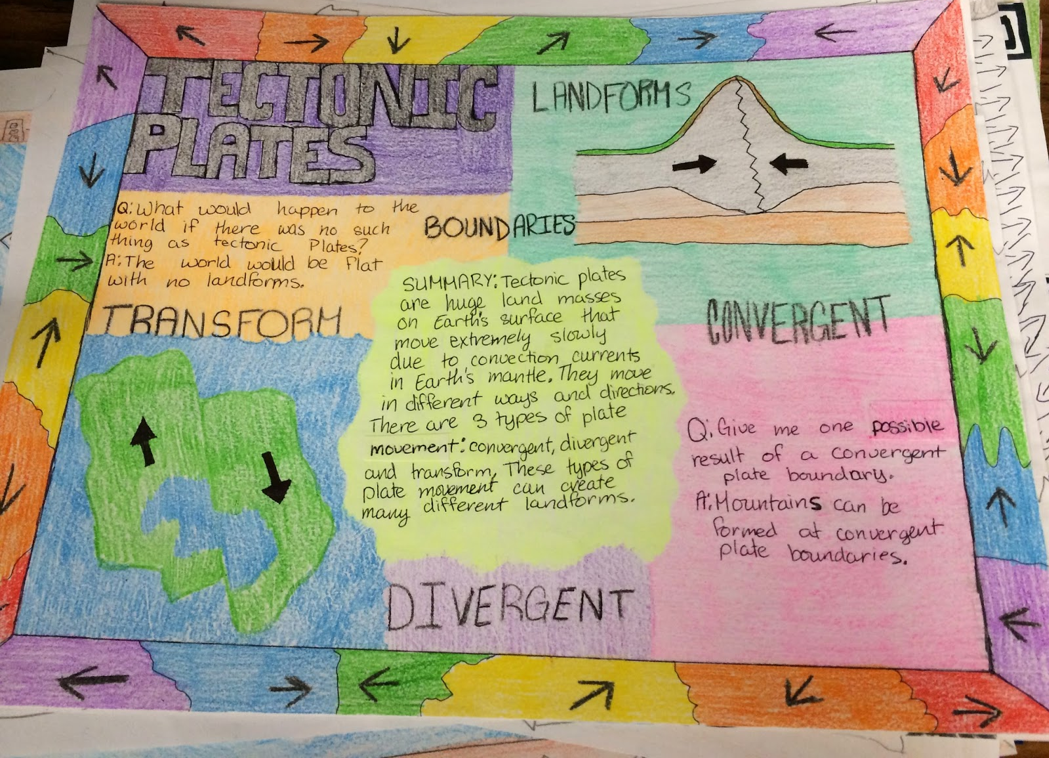 TECTONIC
PLATES
LANDFORMS
Q: What would happen to the
world if there was no such
thing as tectonic Plates?
A: The world would be flat
with no landforms.
BOUNDARIES
TRANSFORM
SUMMARY: Tectonic plates
are huge land masses
on Earth's surface that
move extremely slowly
due to convection currents
in Earth's mantle. They move
in different ways and directions.
There are 3 types of plate
movement: convergent, divergent
and transform. These types of
plate movement can create
many different landforms.
CONVERGENT
Q: Give me one possible
result of a convergent
plate boundary.
A: Mountains can be
formed at convergent
plate boundaries.
DIVERGENT